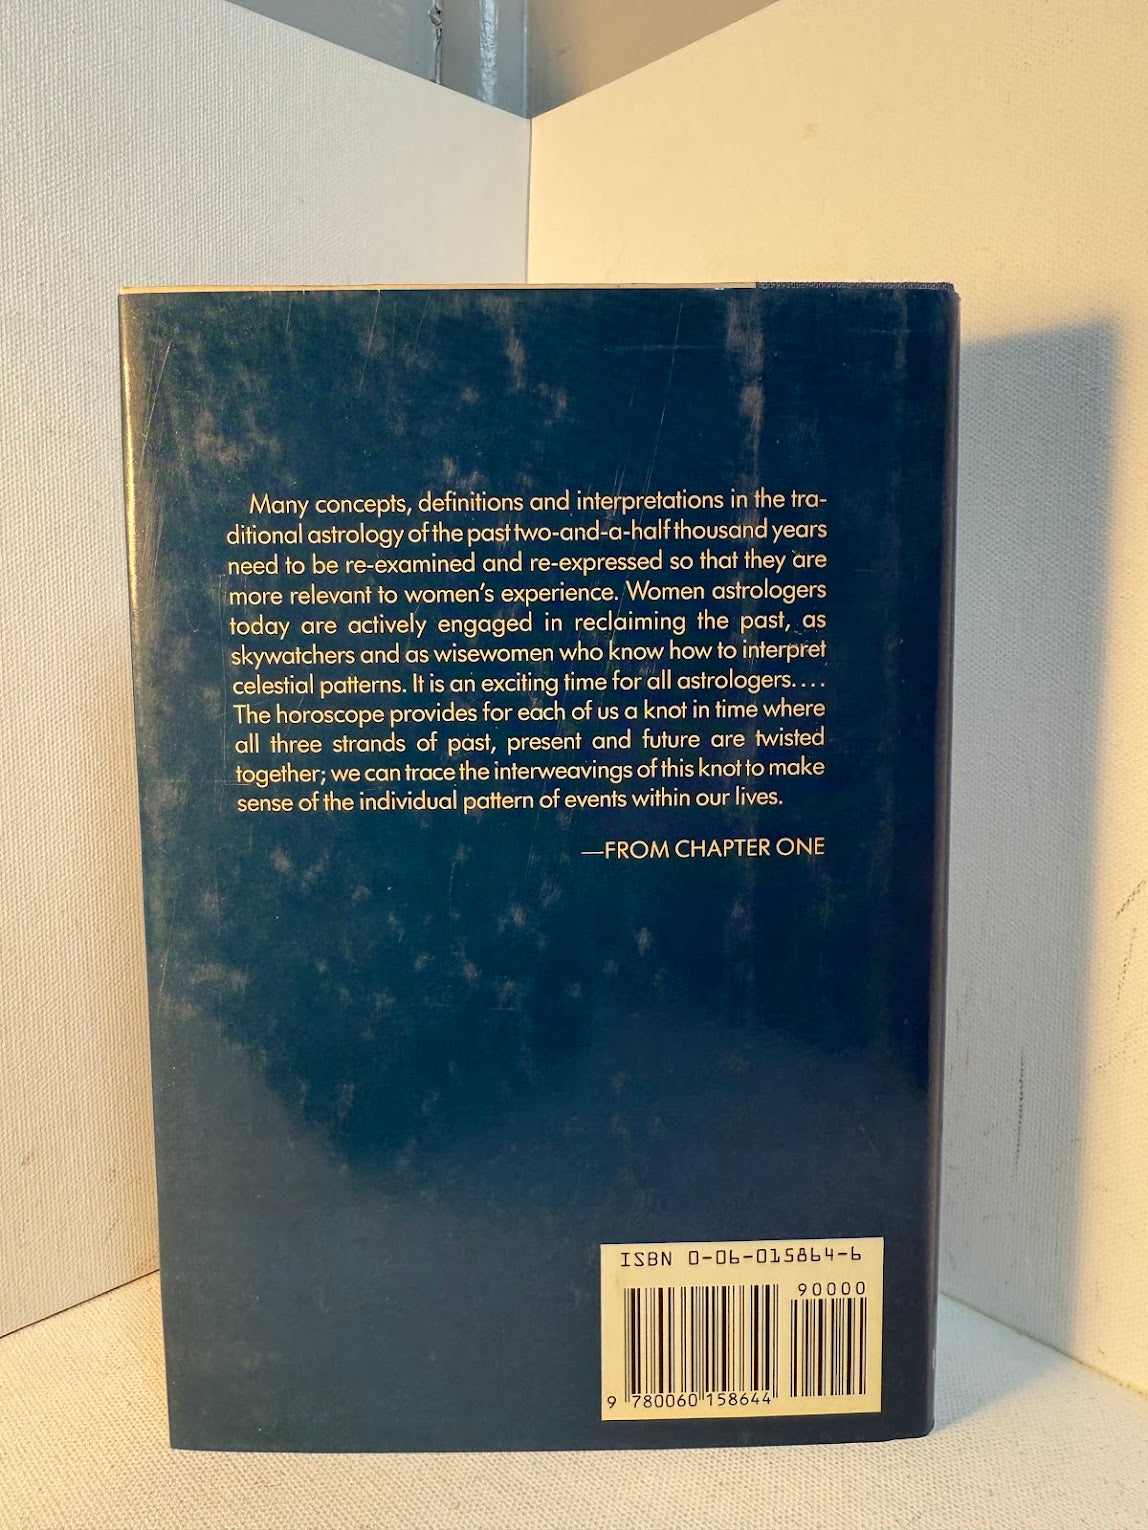 Many concepts, definitions and interpretations in the tra-
ditional astrology of the past two-and-a-half thousand years
need to be re-examined and re-expressed so that they are
more relevant to women's experience. Women astrologers
today are actively engaged in reclaiming the past, as
skywatchers and as wisewomen who know how to interpret
celestial patterns. It is an exciting time for all astrologers. . . .
The horoscope provides for each of us a knot in time where
all three strands of past, present and future are twisted
together; we can trace the interweavings of this knot to make
sense of the individual pattern of events within our lives.
—FROM CHAPTER ONE
ISBN 0-06-015864-6
90000
9 780060 158644